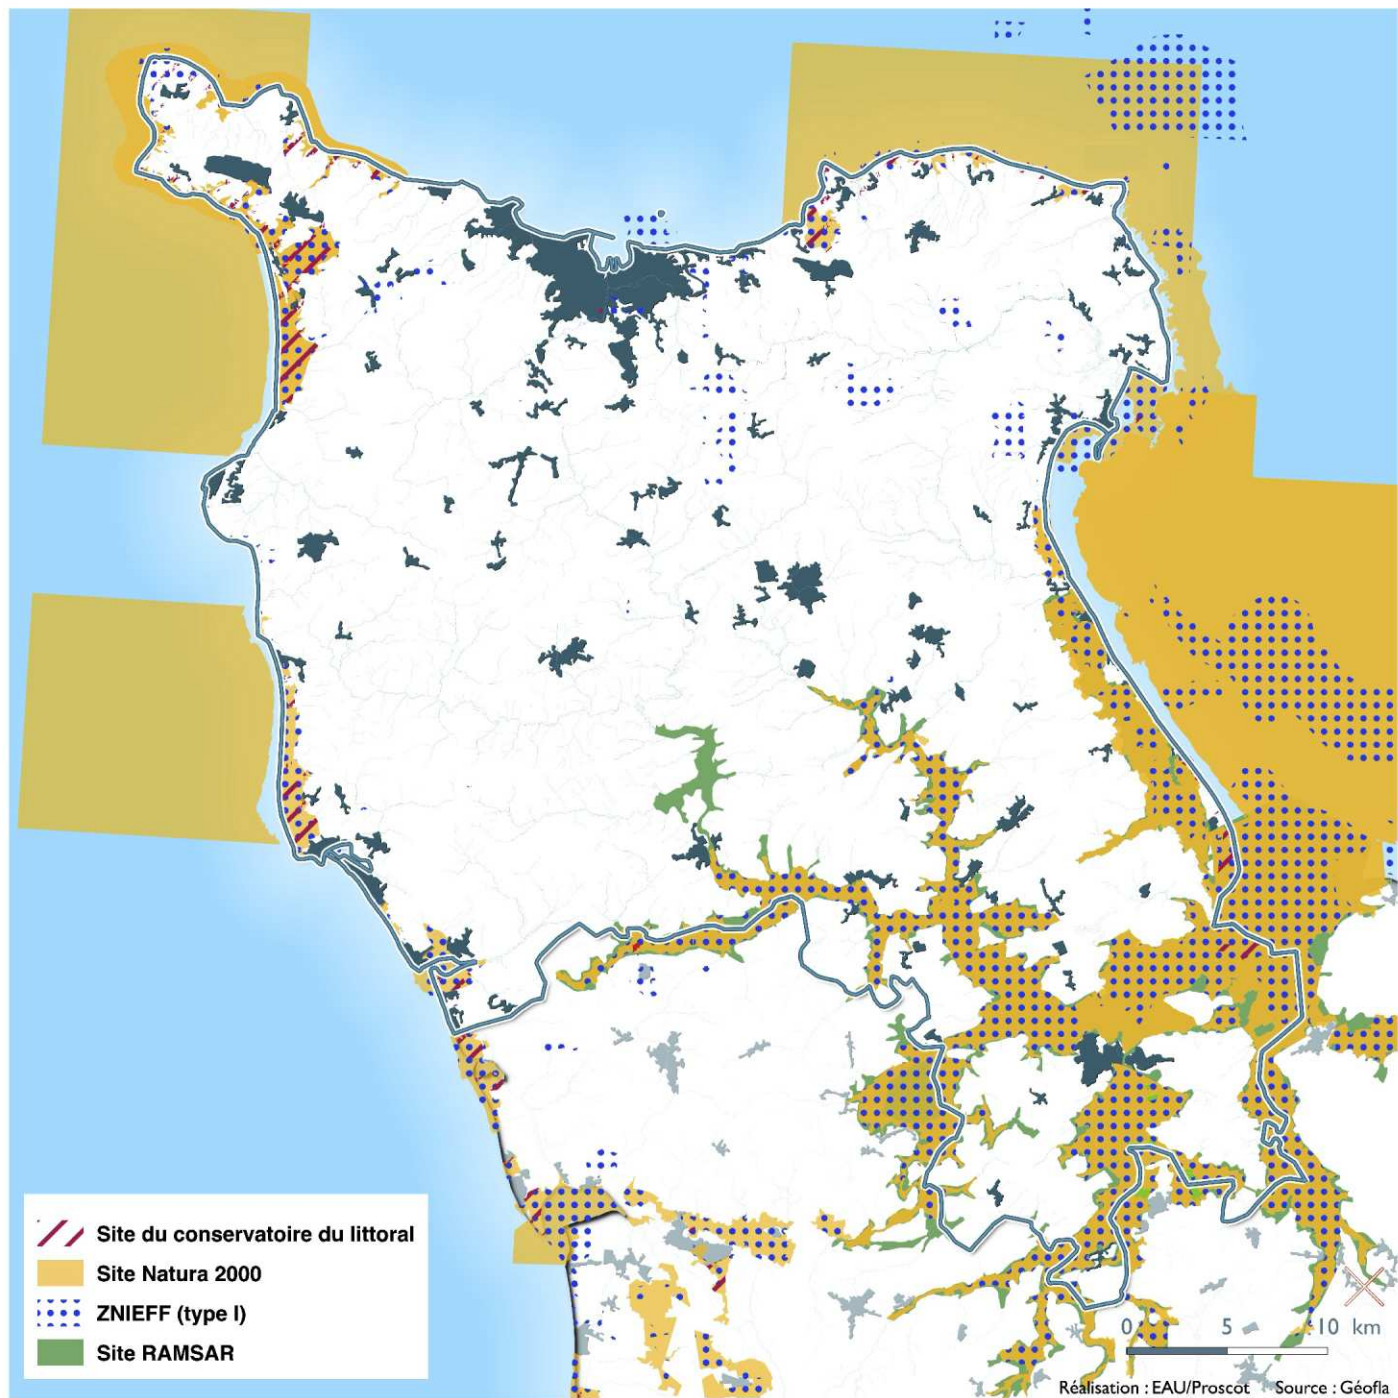 Site du conservatoire du littoral
Site Natura 2000
ZNIEFF (type I)
Site RAMSAR
0 5 10 km
Réalisation : EAU/Proscot Source : Géofla